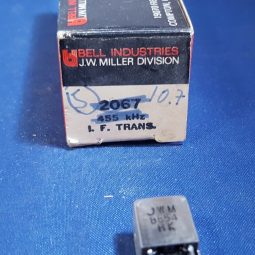 BELL INDUSTRIES
J.W. MILLER DIVISION
5 2067 10.7
455 kHz
I. F. TRANS.
JWM